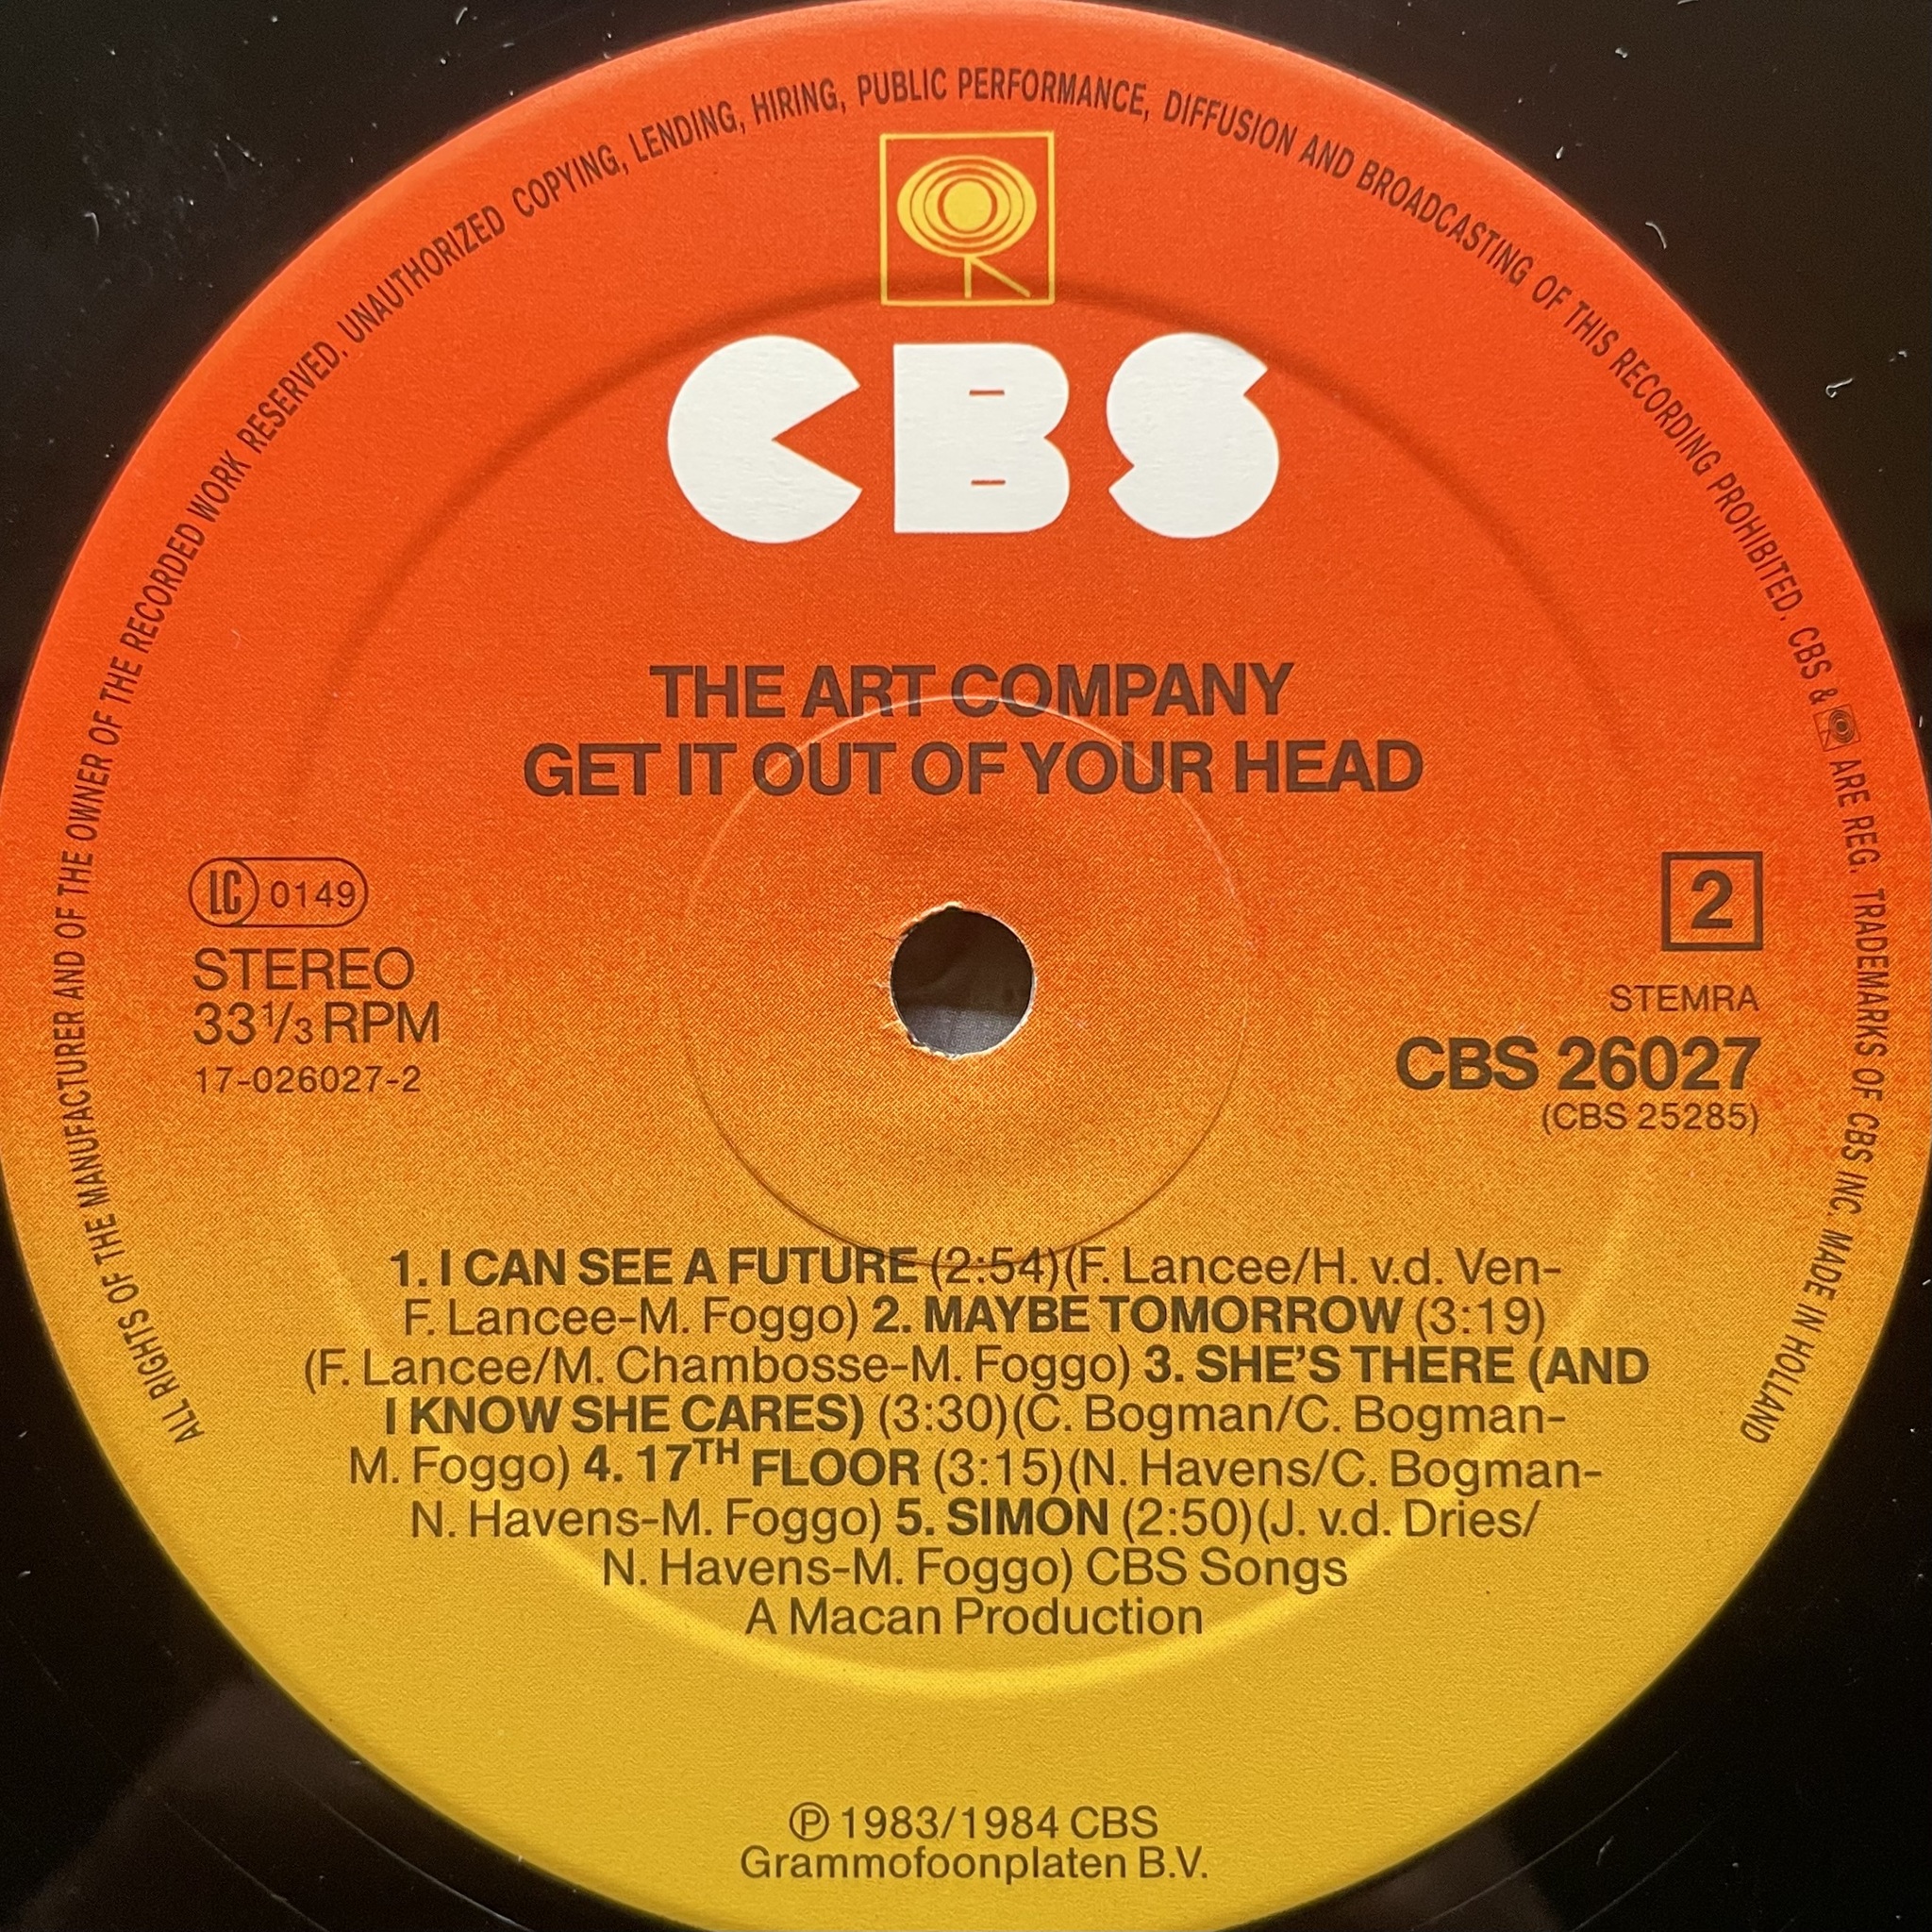 ALL RIGHTS OF THE MANUFACTURER AND OF THE OWNER OF THE RECORDED WORK RESERVED. UNAUTHORIZED COPYING, LENDING, HIRING, PUBLIC PERFORMANCE, DIFFUSION AND BROADCASTING OF THIS RECORDING PROHIBITED. CBS & ARE REG. TRADEMARKS OF CBS INC. MADE IN HOLLAND
CBS
THE ART COMPANY
GET IT OUT OF YOUR HEAD
LC 0149
STEREO
33 1/3 RPM
17-026027-2
2
STEMRA
CBS 26027
(CBS 25285)
1. I CAN SEE A FUTURE (2:54)(F. Lancee/H. v.d. Ven-
F. Lancee-M. Foggo) 2. MAYBE TOMORROW (3:19)
(F. Lancee/M. Chambosse-M. Foggo) 3. SHE'S THERE (AND
I KNOW SHE CARES) (3:30)(C. Bogman/C. Bogman-
M. Foggo) 4. 17TH FLOOR (3:15)(N. Havens/C. Bogman-
N. Havens-M. Foggo) 5. SIMON (2:50)(J. v.d. Dries/
N. Havens-M. Foggo) CBS Songs
A Macan Production
℗ 1983/1984 CBS
Grammofoonplaten B.V.